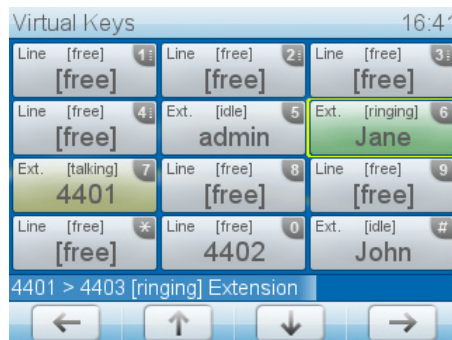 Virtual Keys 16:41
Line [free] 1 Line [free] 2 Line [free] 3
[free] [free] [free]
Line [free] 4 Ext. [idle] 5 Ext. [ringing] 6
[free] admin Jane
Ext. [talking] 7 Line [free] 8 Line [free] 9
4401 [free] [free]
Line [free] * Line [free] 0 Ext. [idle] #
[free] 4402 John
4401 > 4403 [ringing] Extension